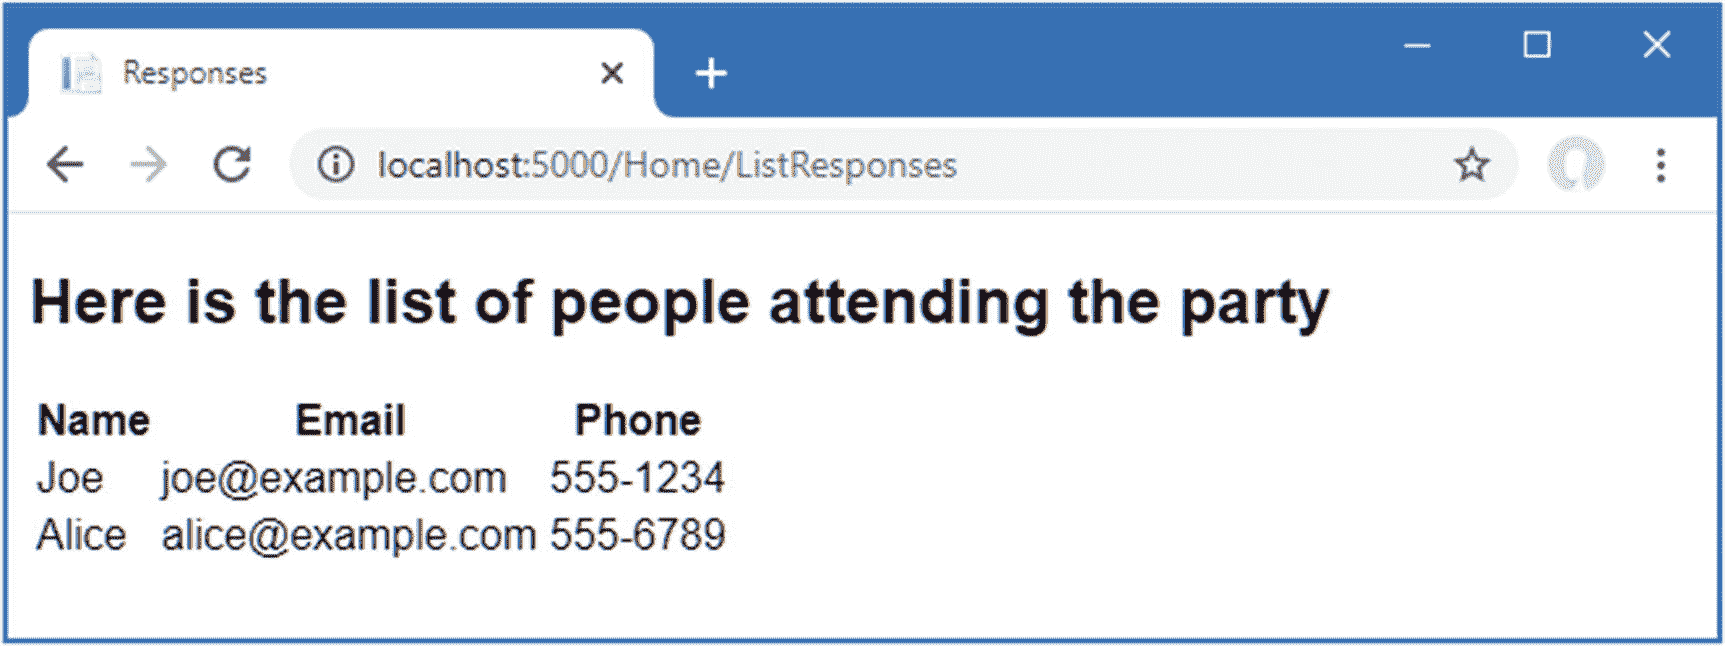 Responses
localhost:5000/Home/ListResponses
Here is the list of people attending the party
Name Email Phone
Joe joe@example.com 555-1234
Alice alice@example.com 555-6789